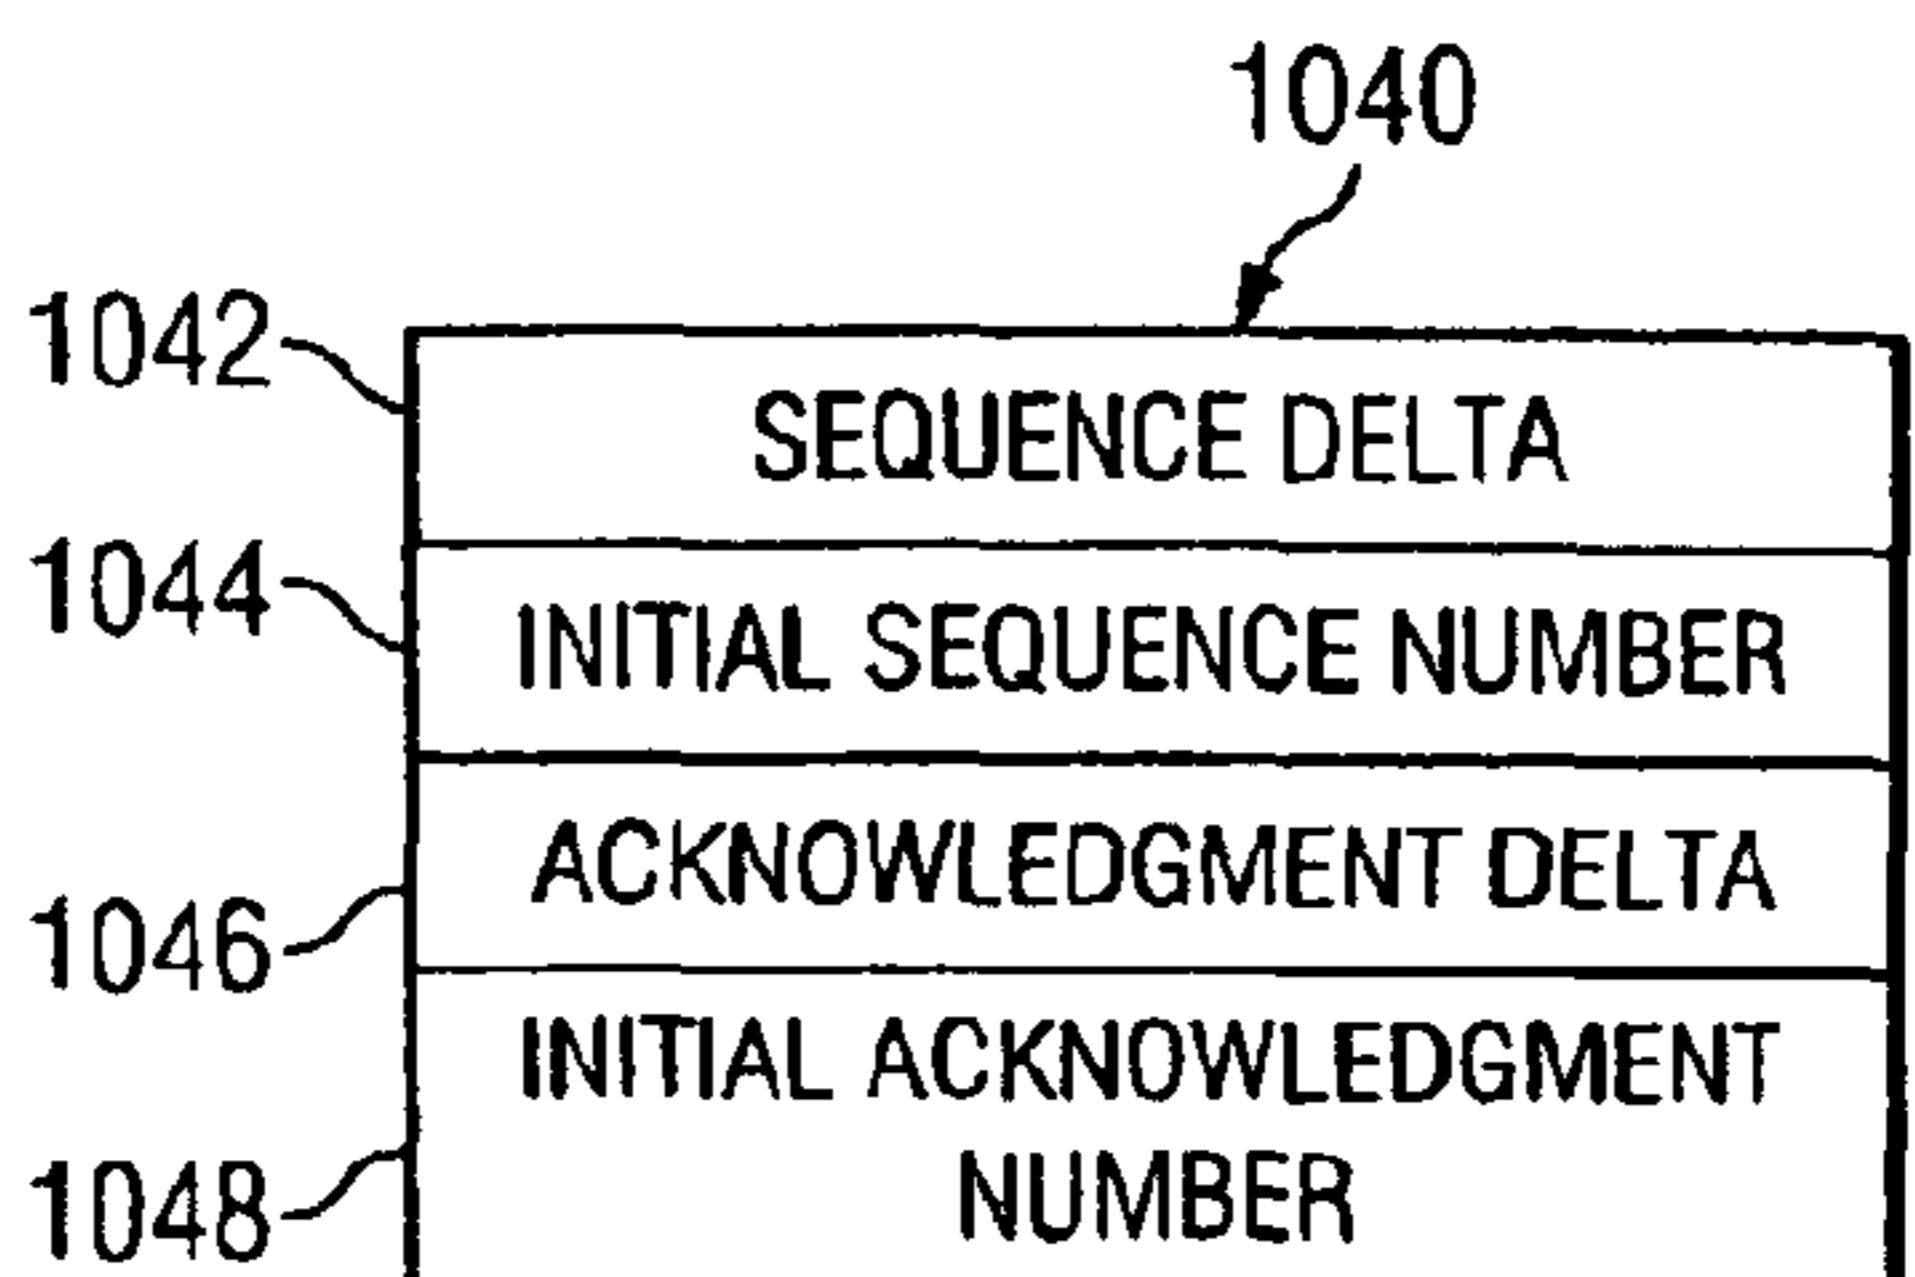 1040
1042
SEQUENCE DELTA
1044
INITIAL SEQUENCE NUMBER
1046
ACKNOWLEDGMENT DELTA
1048
INITIAL ACKNOWLEDGMENT
NUMBER